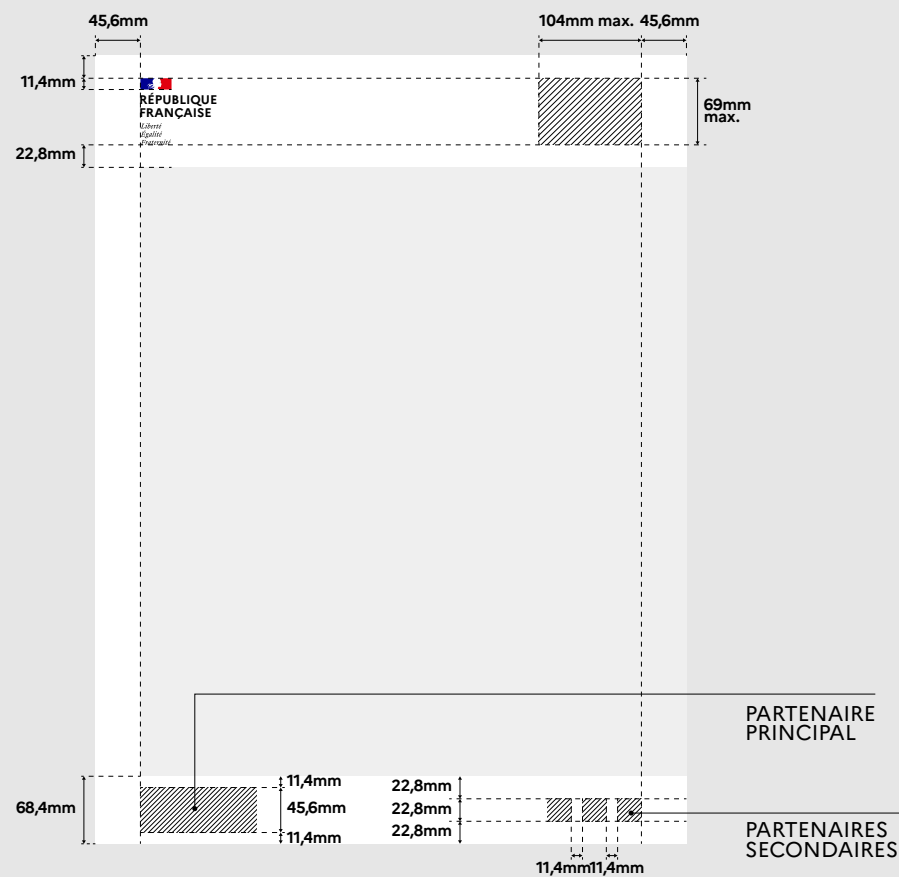 45,6mm
104mm max.
45,6mm
11,4mm
RÉPUBLIQUE
FRANÇAISE
Liberté
Égalité
Fraternité
69mm
max.
22,8mm
PARTENAIRE
PRINCIPAL
11,4mm
22,8mm
68,4mm
45,6mm
22,8mm
11,4mm
22,8mm
PARTENAIRES
SECONDAIRES
11,4mm
11,4mm